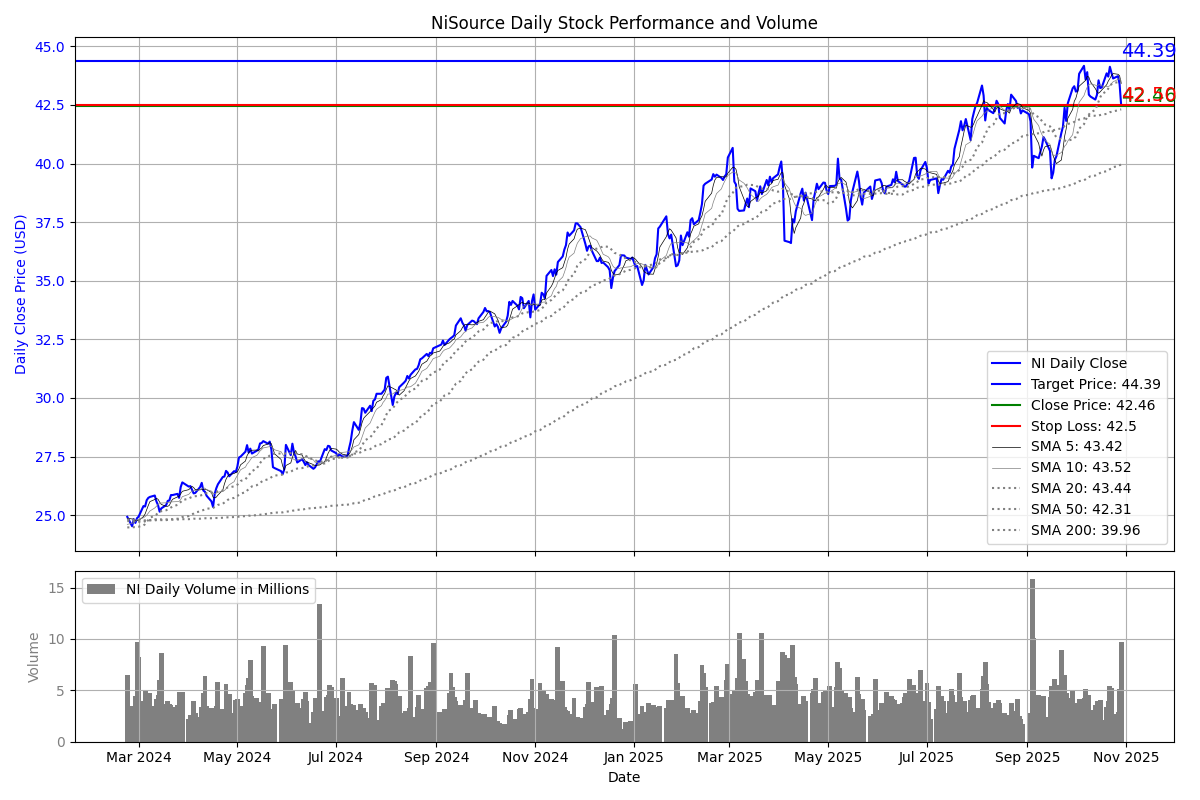 NiSource Daily Stock Performance and Volume
Daily Close Price (USD)
45.0
42.5
40.0
37.5
35.0
32.5
30.0
27.5
25.0
44.39
42.46
42.50
NI Daily Close
Target Price: 44.39
Close Price: 42.46
Stop Loss: 42.5
SMA 5: 43.42
SMA 10: 43.52
SMA 20: 43.44
SMA 50: 42.31
SMA 200: 39.96
NI Daily Volume in Millions
Volume
15
10
5
0
Mar 2024 May 2024 Jul 2024 Sep 2024 Nov 2024 Jan 2025 Mar 2025 May 2025 Jul 2025 Sep 2025 Nov 2025
Date